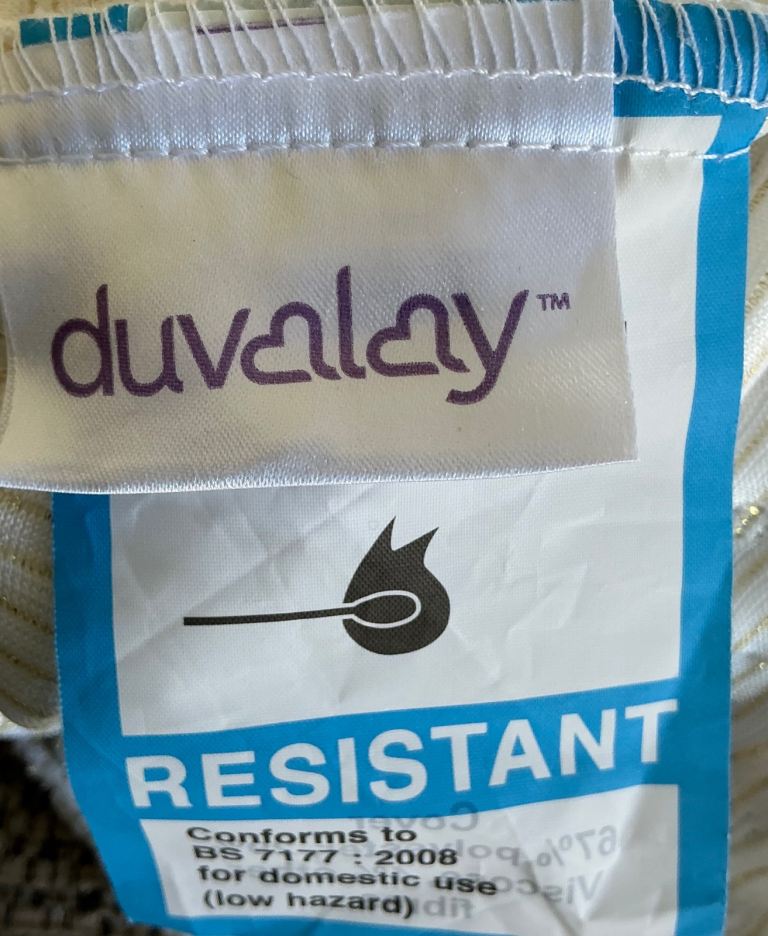 duvalay™
RESISTANT
Conforms to
BS 7177 : 2008
for domestic use
(low hazard)